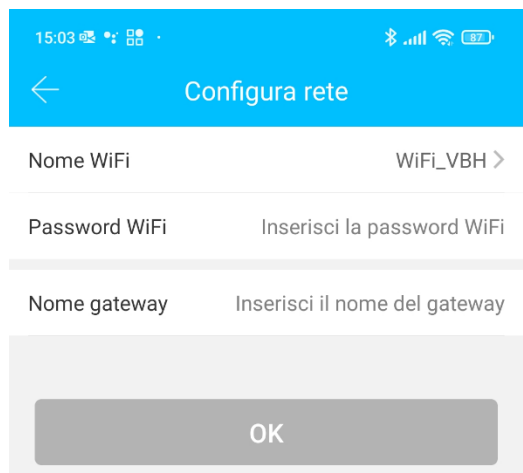 15:03
87
Configura rete
Nome WiFi WiFi_VBH
Password WiFi Inserisci la password WiFi
Nome gateway Inserisci il nome del gateway
OK